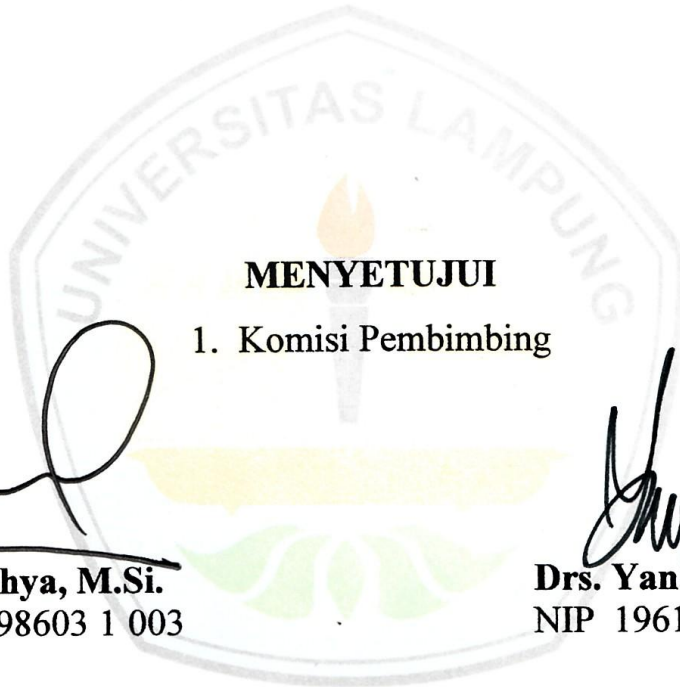 UNIVERSITAS LAMPUNG
MENYETUJUI
1. Komisi Pembimbing
hya, M.Si.
98603 1 003
Drs. Yan
NIP 1961